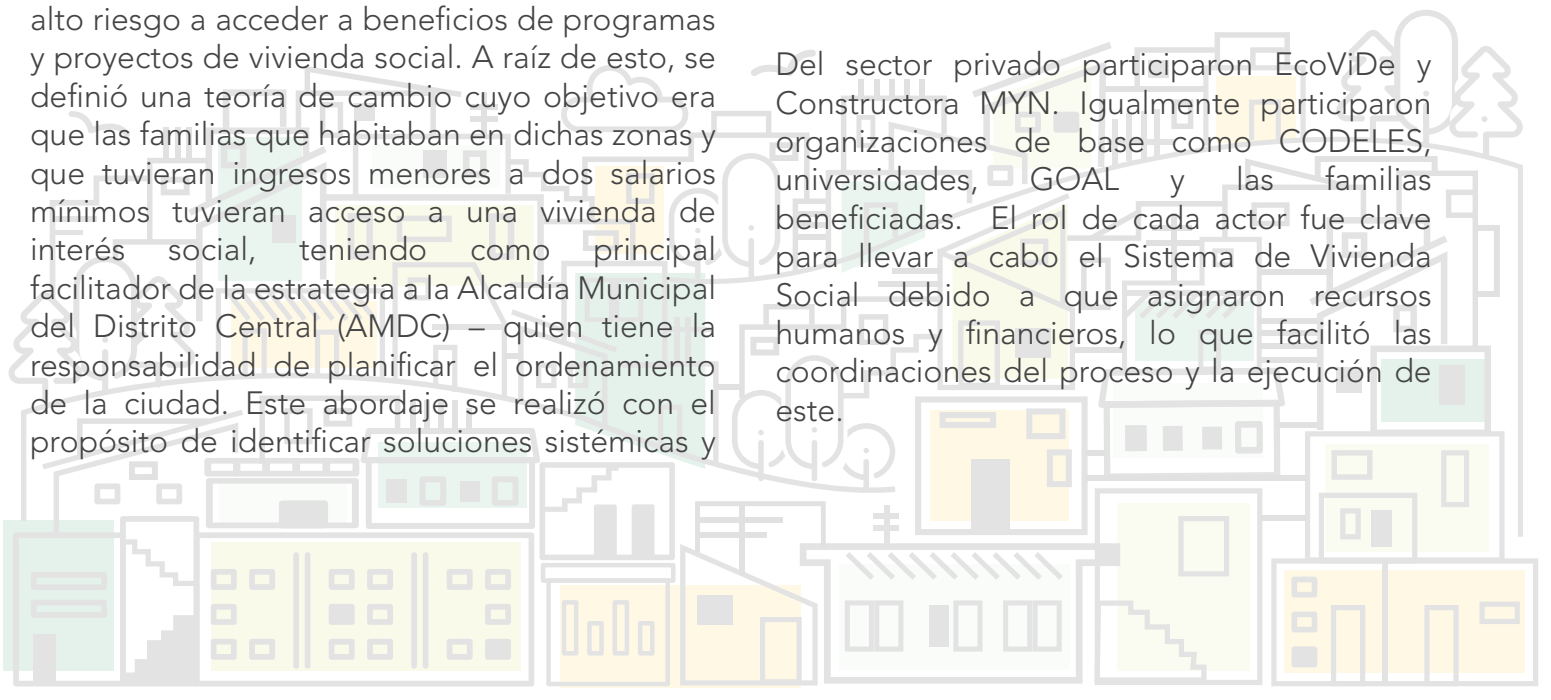 alto riesgo a acceder a beneficios de programas
y proyectos de vivienda social. A raíz de esto, se
definió una teoría de cambio cuyo objetivo era
que las familias que habitaban en dichas zonas y
que tuvieran ingresos menores a dos salarios
mínimos tuvieran acceso a una vivienda de
interés social, teniendo como principal
facilitador de la estrategia a la Alcaldía Municipal
del Distrito Central (AMDC) – quien tiene la
responsabilidad de planificar el ordenamiento
de la ciudad. Este abordaje se realizó con el
propósito de identificar soluciones sistémicas y
Del sector privado participaron EcoViDe y
Constructora MYN. Igualmente participaron
organizaciones de base como CODELES,
universidades, GOAL y las familias
beneficiadas. El rol de cada actor fue clave
para llevar a cabo el Sistema de Vivienda
Social debido a que asignaron recursos
humanos y financieros, lo que facilitó las
coordinaciones del proceso y la ejecución de
este.